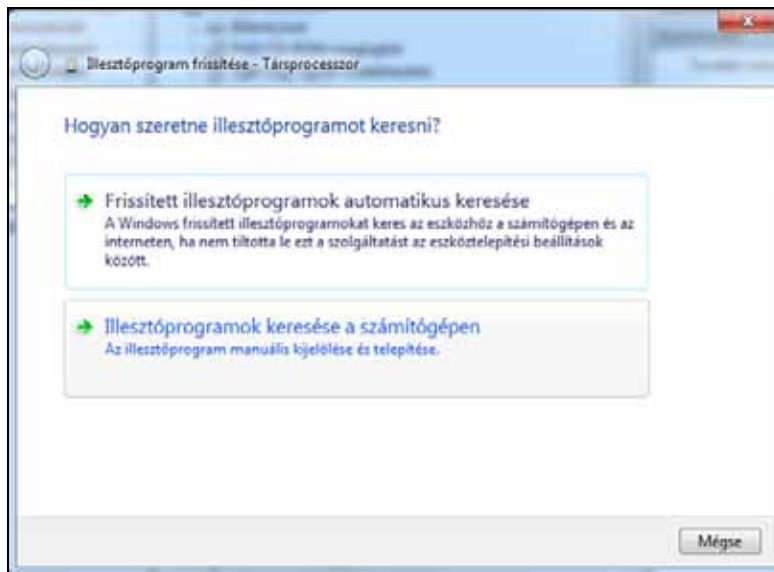 Illesztőprogram frissítése - Társprocesszor
Hogyan szeretne illesztőprogramot keresni?
Frissített illesztőprogramok automatikus keresése
A Windows frissített illesztőprogramokat keres az eszközhöz a számítógépen és az
interneten, ha nem tiltotta le ezt a szolgáltatást az eszköztelepítési beállítások
között.
Illesztőprogramok keresése a számítógépen
Az illesztőprogram manuális kijelölése és telepítése.
Mégse